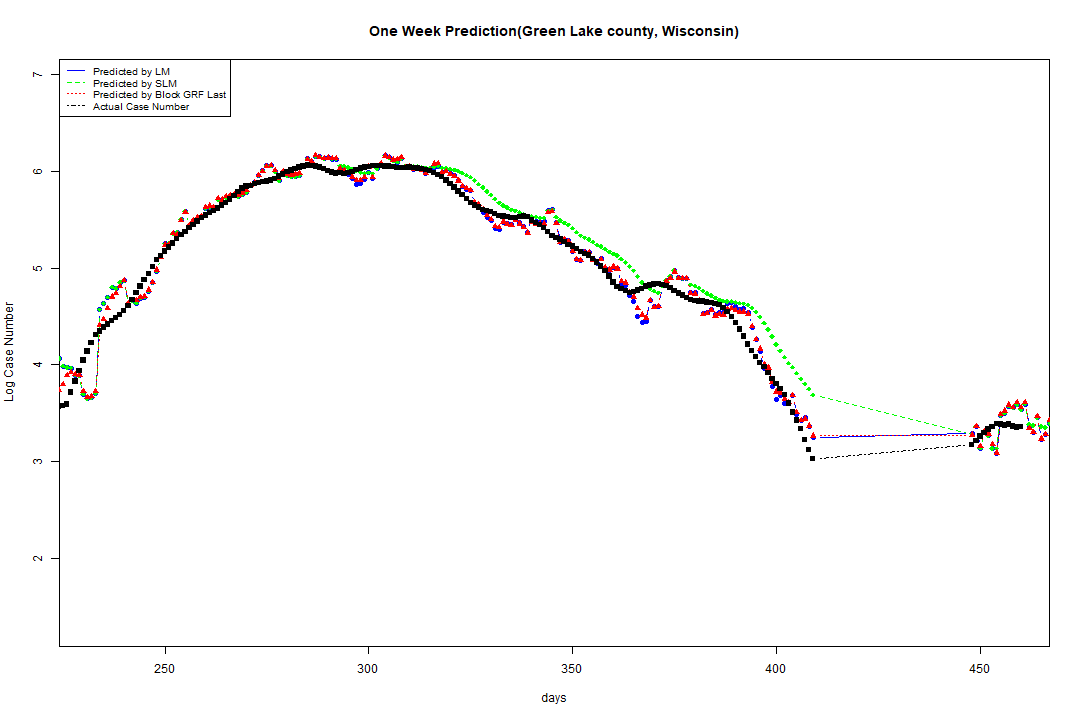 One Week Prediction(Green Lake county, Wisconsin)
Predicted by LM
Predicted by SLM
Predicted by Block GRF Last
Actual Case Number
7
6
5
4
3
2
Log Case Number
250 300 350 400 450
days